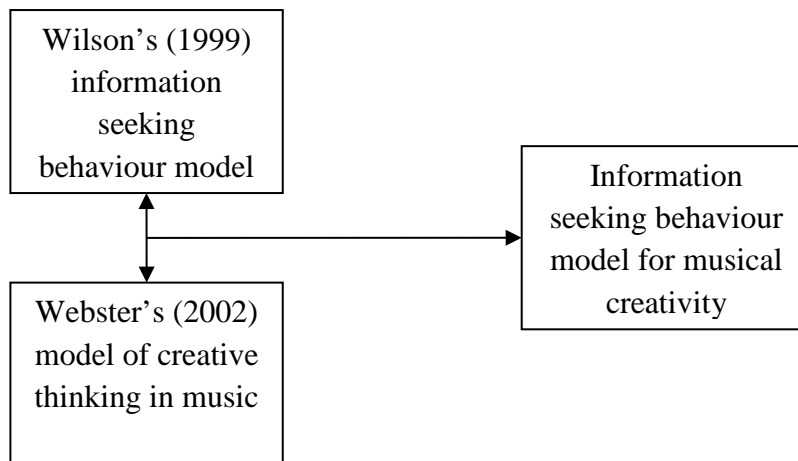 Wilson’s (1999)
information
seeking
behaviour model
Information
seeking behaviour
model for musical
creativity
Webster’s (2002)
model of creative
thinking in music